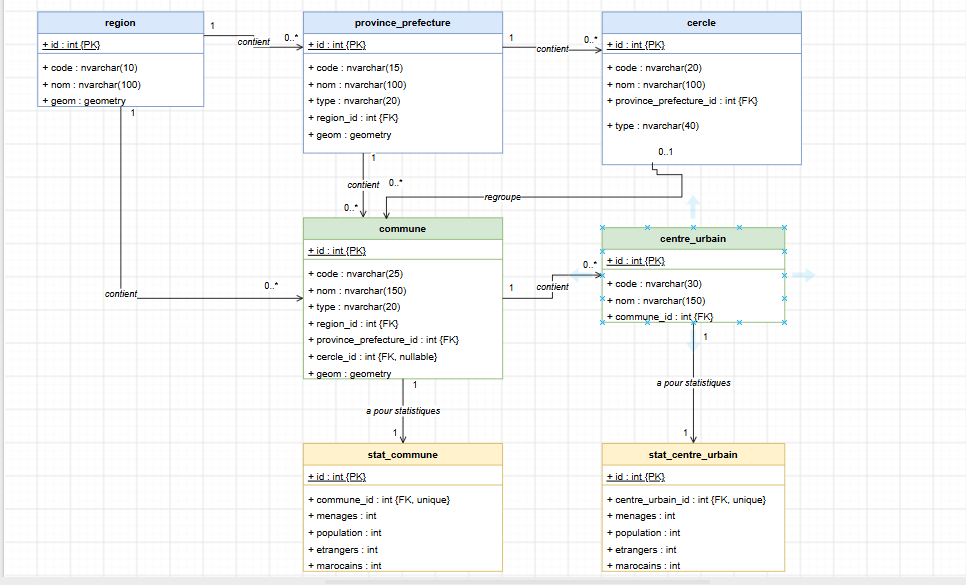 region
+ id : int {PK}
+ code : nvarchar(10)
+ nom : nvarchar(100)
+ geom : geometry
1
contient
0..*
province_prefecture
+ id : int {PK}
+ code : nvarchar(15)
+ nom : nvarchar(100)
+ type : nvarchar(20)
+ region_id : int {FK}
+ geom : geometry
1
contient
0..*
cercle
+ id : int {PK}
+ code : nvarchar(20)
+ nom : nvarchar(100)
+ province_prefecture_id : int {FK}
+ type : nvarchar(40)
0..1
1
contient
0..*
1
contient
0..*
0..*
regroupe
commune
+ id : int {PK}
+ code : nvarchar(25)
+ nom : nvarchar(150)
+ type : nvarchar(20)
+ region_id : int {FK}
+ province_prefecture_id : int {FK}
+ cercle_id : int {FK, nullable}
+ geom : geometry
1
contient
0..*
centre_urbain
+ id : int {PK}
+ code : nvarchar(30)
+ nom : nvarchar(150)
+ commune_id : int {FK}
1
a pour statistiques
1
1
a pour statistiques
1
stat_commune
+ id : int {PK}
+ commune_id : int {FK, unique}
+ menages : int
+ population : int
+ etrangers : int
+ marocains : int
stat_centre_urbain
+ id : int {PK}
+ centre_urbain_id : int {FK, unique}
+ menages : int
+ population : int
+ etrangers : int
+ marocains : int